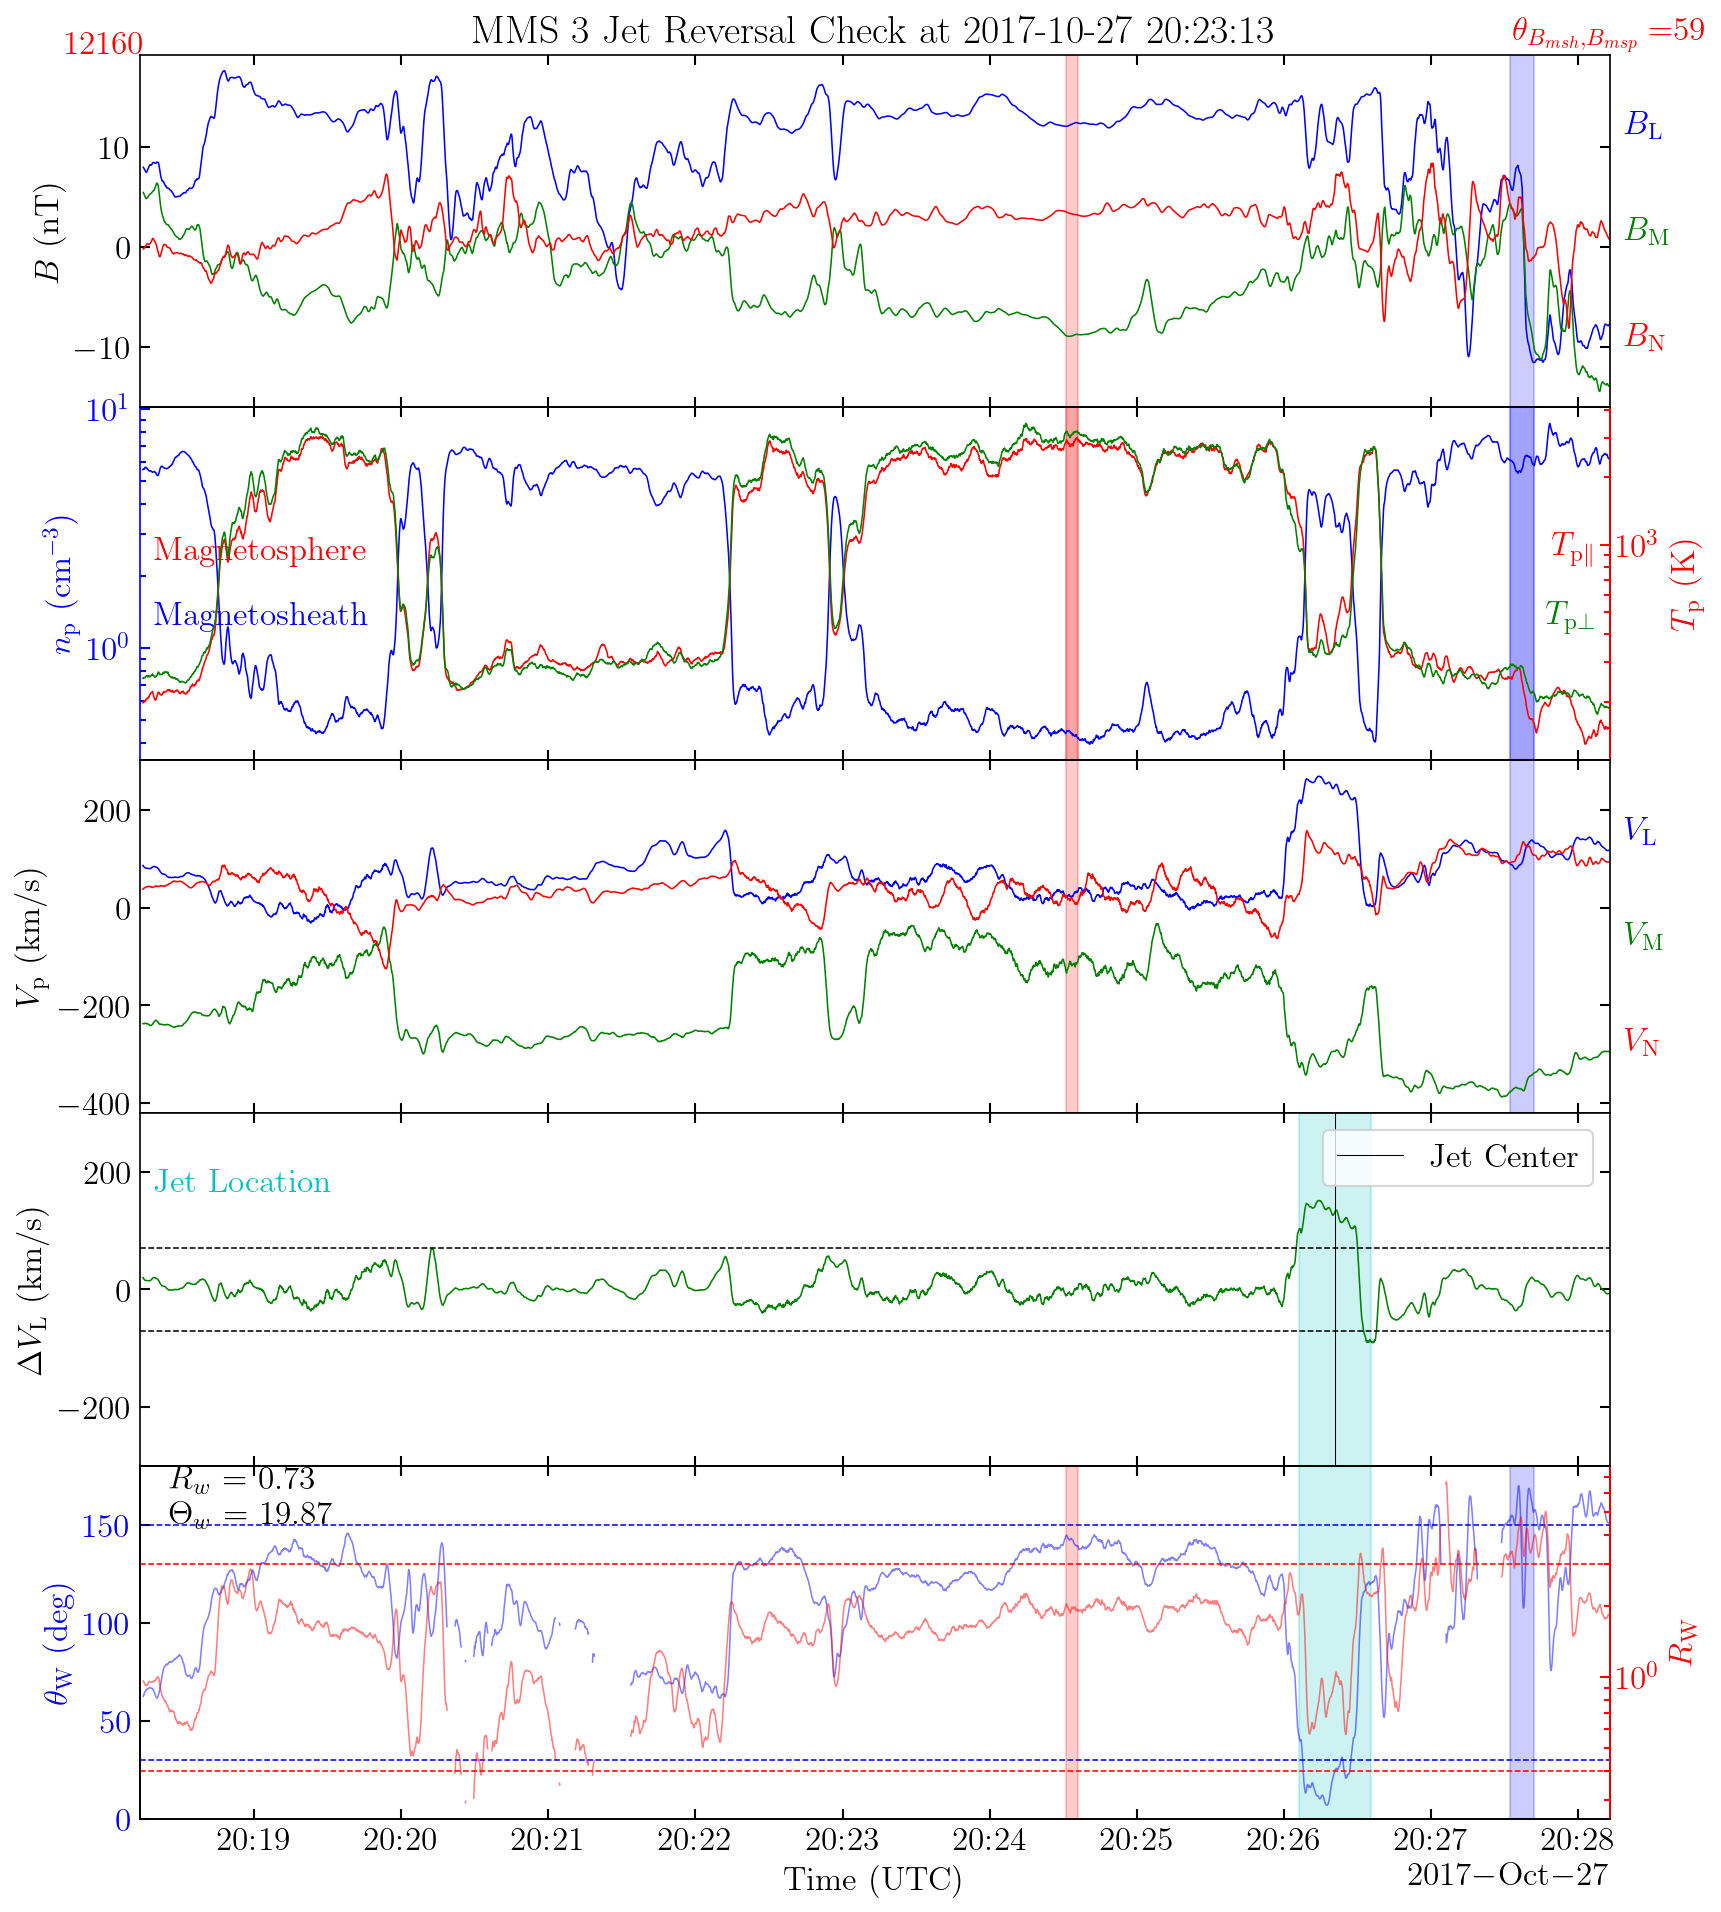 MMS 3 Jet Reversal Check at 2017-10-27 20:23:13
12160
θ_{B_{msh},B_{msp}} =59
B (nT)
10
0
−10
B_L
B_M
B_N
n_p (cm^{−3})
10^1
10^0
Magnetosphere
Magnetosheath
T_{p∥}
T_{p⊥}
10^3
T_p (K)
V_p (km/s)
200
0
−200
−400
V_L
V_M
V_N
ΔV_L (km/s)
200
0
−200
Jet Location
Jet Center
R_w = 0.73
Θ_w = 19.87
θ_W (deg)
150
100
50
0
10^0
R_W
20:19 20:20 20:21 20:22 20:23 20:24 20:25 20:26 20:27 20:28
Time (UTC)
2017−Oct−27